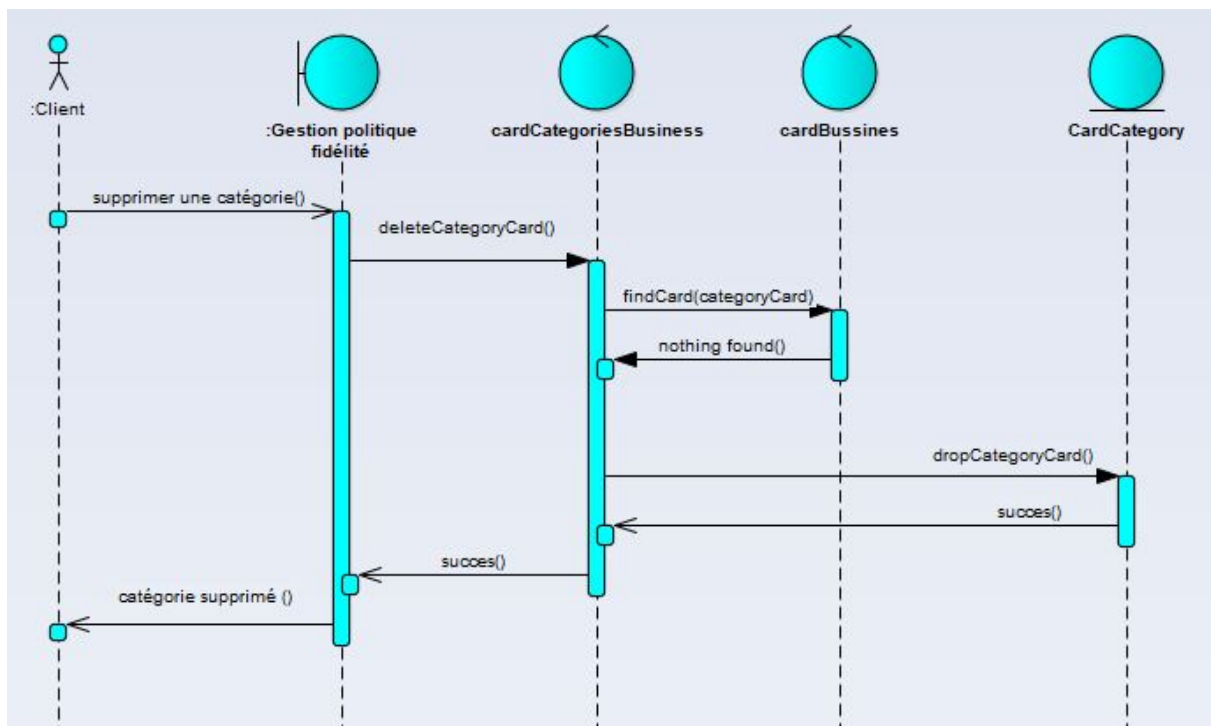 :Client
:Gestion politique
fidélité
cardCategoriesBusiness
cardBussines
CardCategory
supprimer une catégorie()
deleteCategoryCard()
findCard(categoryCard)
nothing found()
dropCategoryCard()
succes()
succes()
catégorie supprimé ()